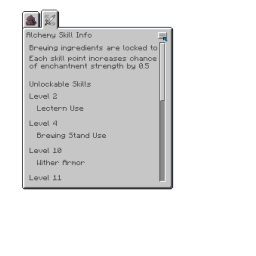 Alchemy Skill Info
Brewing ingredients are locked to
Each skill point increases chance
of enchantment strength by 0.5
Unlockable Skills
Level 2
Lectern Use
Level 4
Brewing Stand Use
Level 10
Wither Armor
Level 11